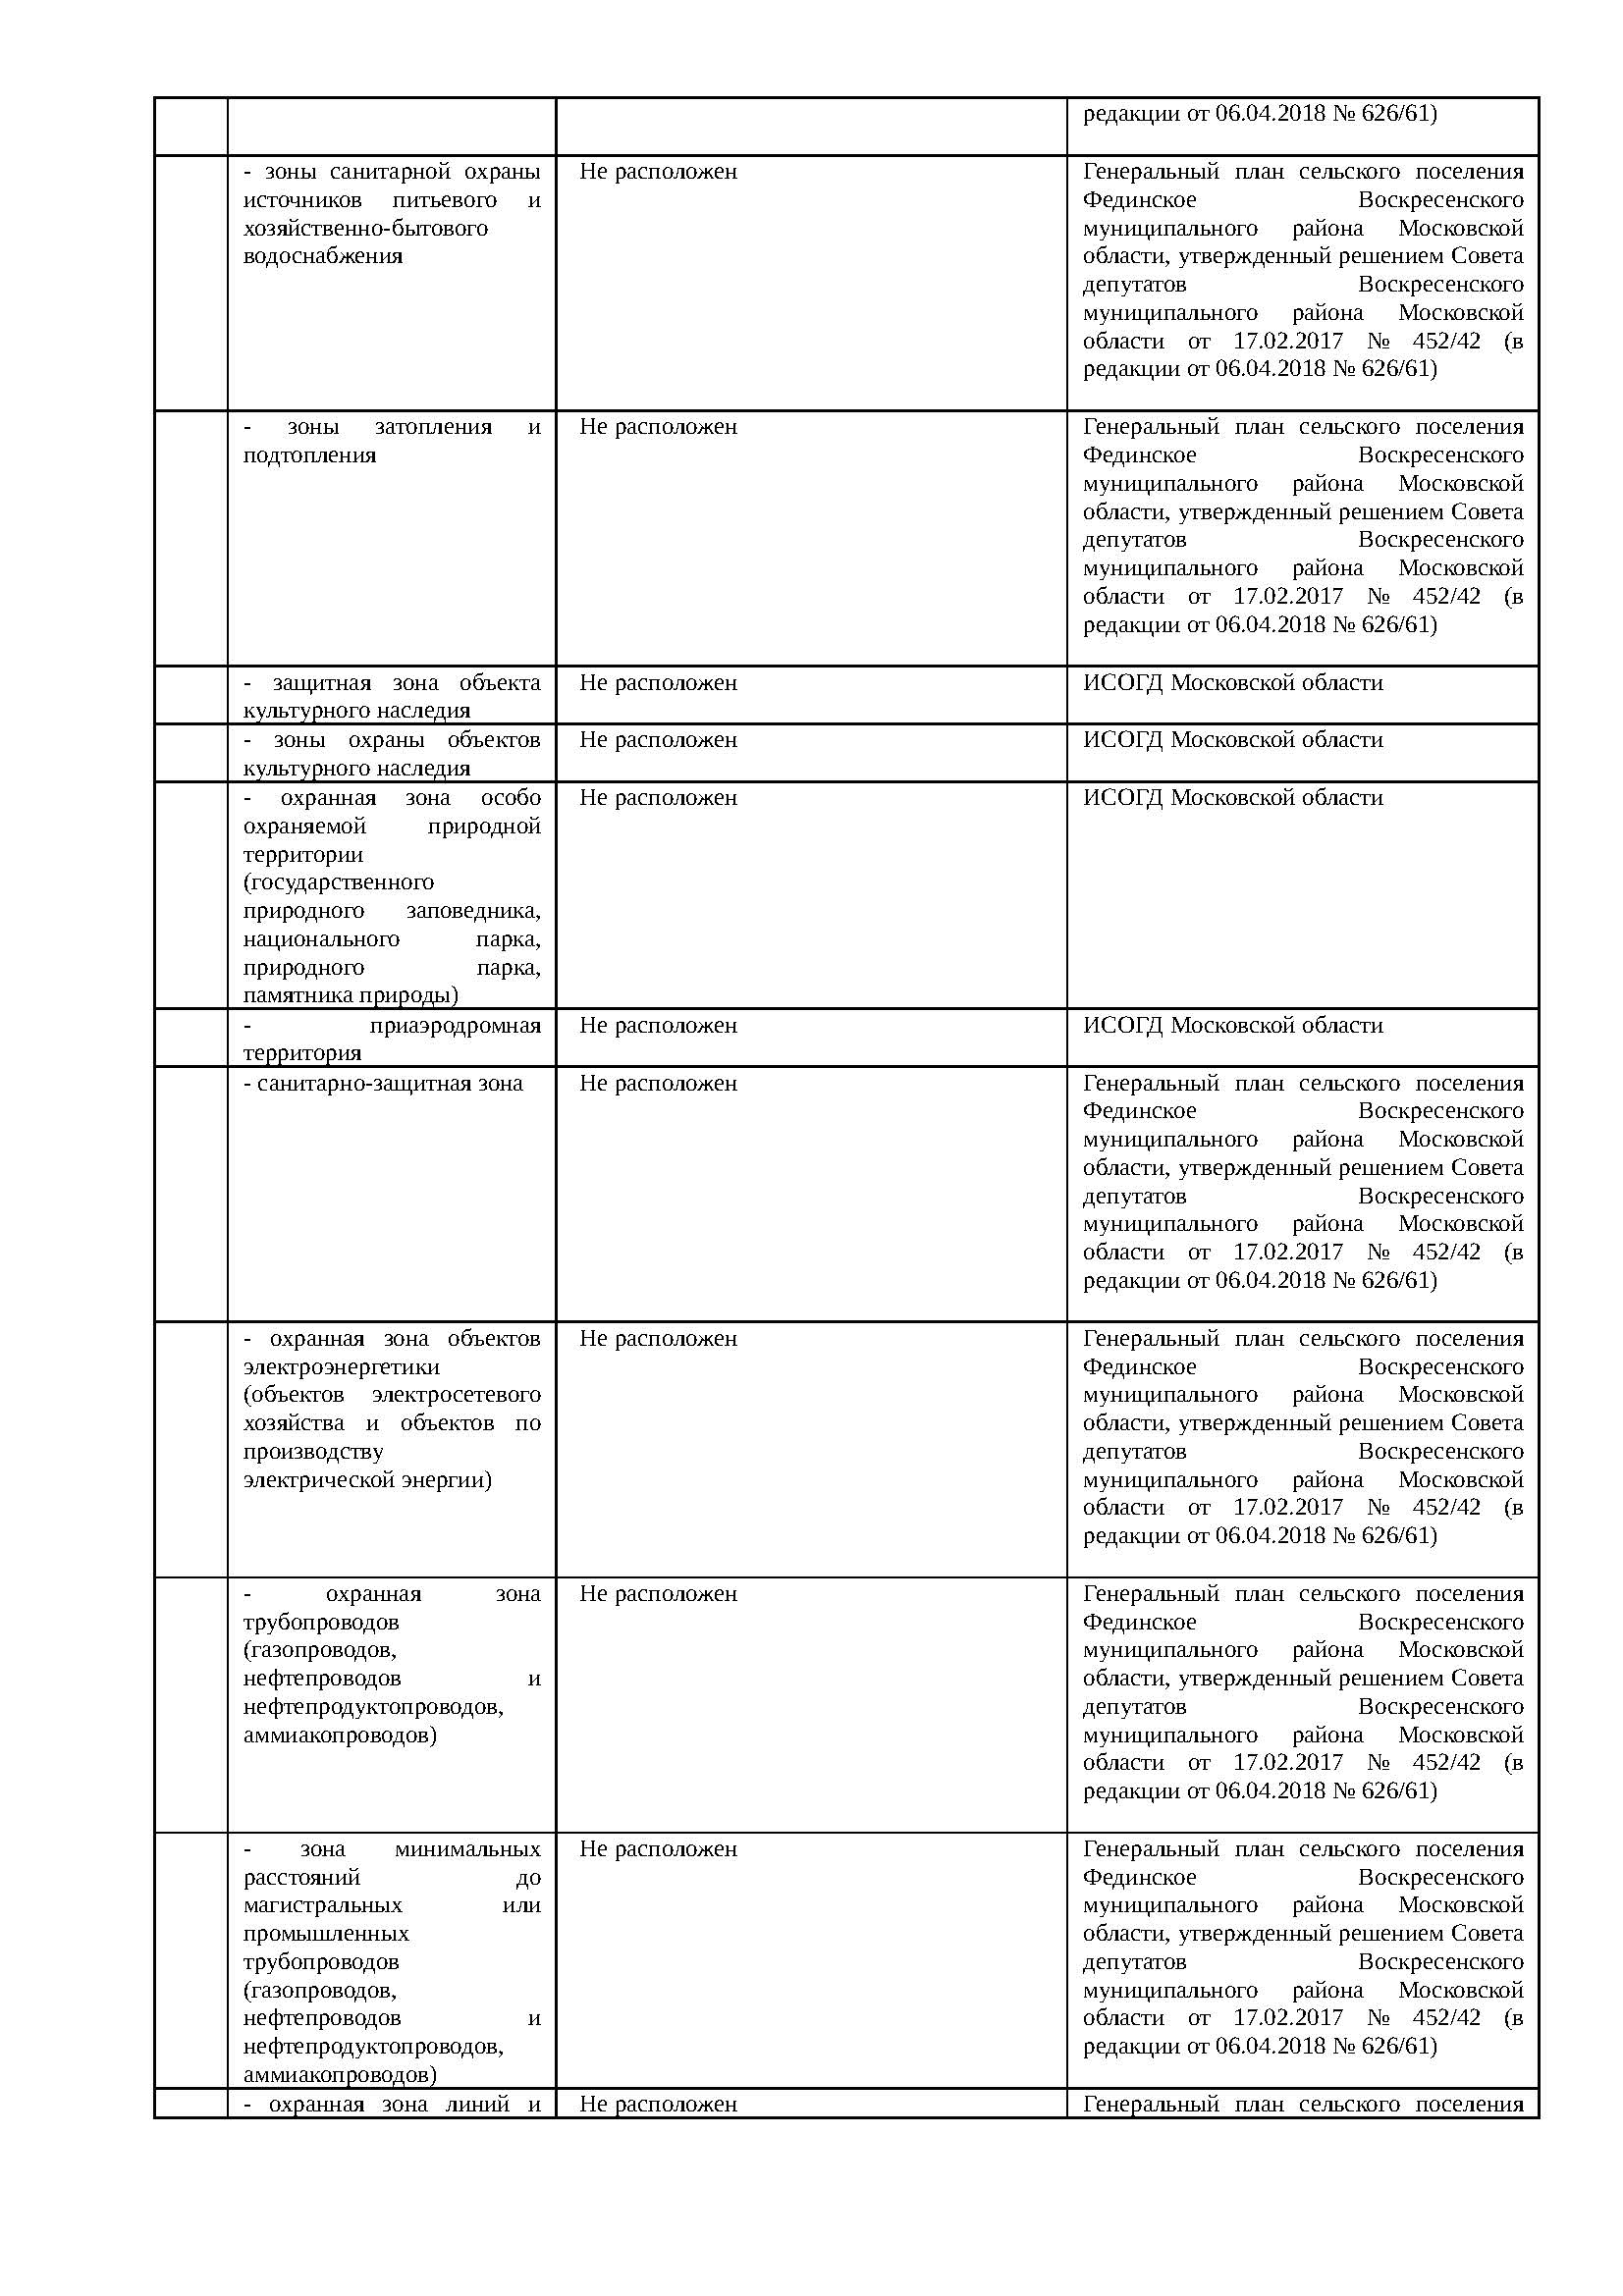 редакции от 06.04.2018 № 626/61)
- зоны санитарной охраны
источников питьевого и
хозяйственно-бытового
водоснабжения
Не расположен
Генеральный план сельского поселения
Фединское Воскресенского
муниципального района Московской
области, утвержденный решением Совета
депутатов Воскресенского
муниципального района Московской
области от 17.02.2017 № 452/42 (в
редакции от 06.04.2018 № 626/61)
- зоны затопления и
подтопления
Не расположен
Генеральный план сельского поселения
Фединское Воскресенского
муниципального района Московской
области, утвержденный решением Совета
депутатов Воскресенского
муниципального района Московской
области от 17.02.2017 № 452/42 (в
редакции от 06.04.2018 № 626/61)
- защитная зона объекта
культурного наследия
Не расположен
ИСОГД Московской области
- зоны охраны объектов
культурного наследия
Не расположен
ИСОГД Московской области
- охранная зона особо
охраняемой природной
территории
(государственного
природного заповедника,
национального парка,
природного парка,
памятника природы)
Не расположен
ИСОГД Московской области
- приаэродромная
территория
Не расположен
ИСОГД Московской области
- санитарно-защитная зона
Не расположен
Генеральный план сельского поселения
Фединское Воскресенского
муниципального района Московской
области, утвержденный решением Совета
депутатов Воскресенского
муниципального района Московской
области от 17.02.2017 № 452/42 (в
редакции от 06.04.2018 № 626/61)
- охранная зона объектов
электроэнергетики
(объектов электросетевого
хозяйства и объектов по
производству
электрической энергии)
Не расположен
Генеральный план сельского поселения
Фединское Воскресенского
муниципального района Московской
области, утвержденный решением Совета
депутатов Воскресенского
муниципального района Московской
области от 17.02.2017 № 452/42 (в
редакции от 06.04.2018 № 626/61)
- охранная зона
трубопроводов
(газопроводов,
нефтепроводов и
нефтепродуктопроводов,
аммиакопроводов)
Не расположен
Генеральный план сельского поселения
Фединское Воскресенского
муниципального района Московской
области, утвержденный решением Совета
депутатов Воскресенского
муниципального района Московской
области от 17.02.2017 № 452/42 (в
редакции от 06.04.2018 № 626/61)
- зона минимальных
расстояний до
магистральных или
промышленных
трубопроводов
(газопроводов,
нефтепроводов и
нефтепродуктопроводов,
аммиакопроводов)
Не расположен
Генеральный план сельского поселения
Фединское Воскресенского
муниципального района Московской
области, утвержденный решением Совета
депутатов Воскресенского
муниципального района Московской
области от 17.02.2017 № 452/42 (в
редакции от 06.04.2018 № 626/61)
- охранная зона линий и
Не расположен
Генеральный план сельского поселения